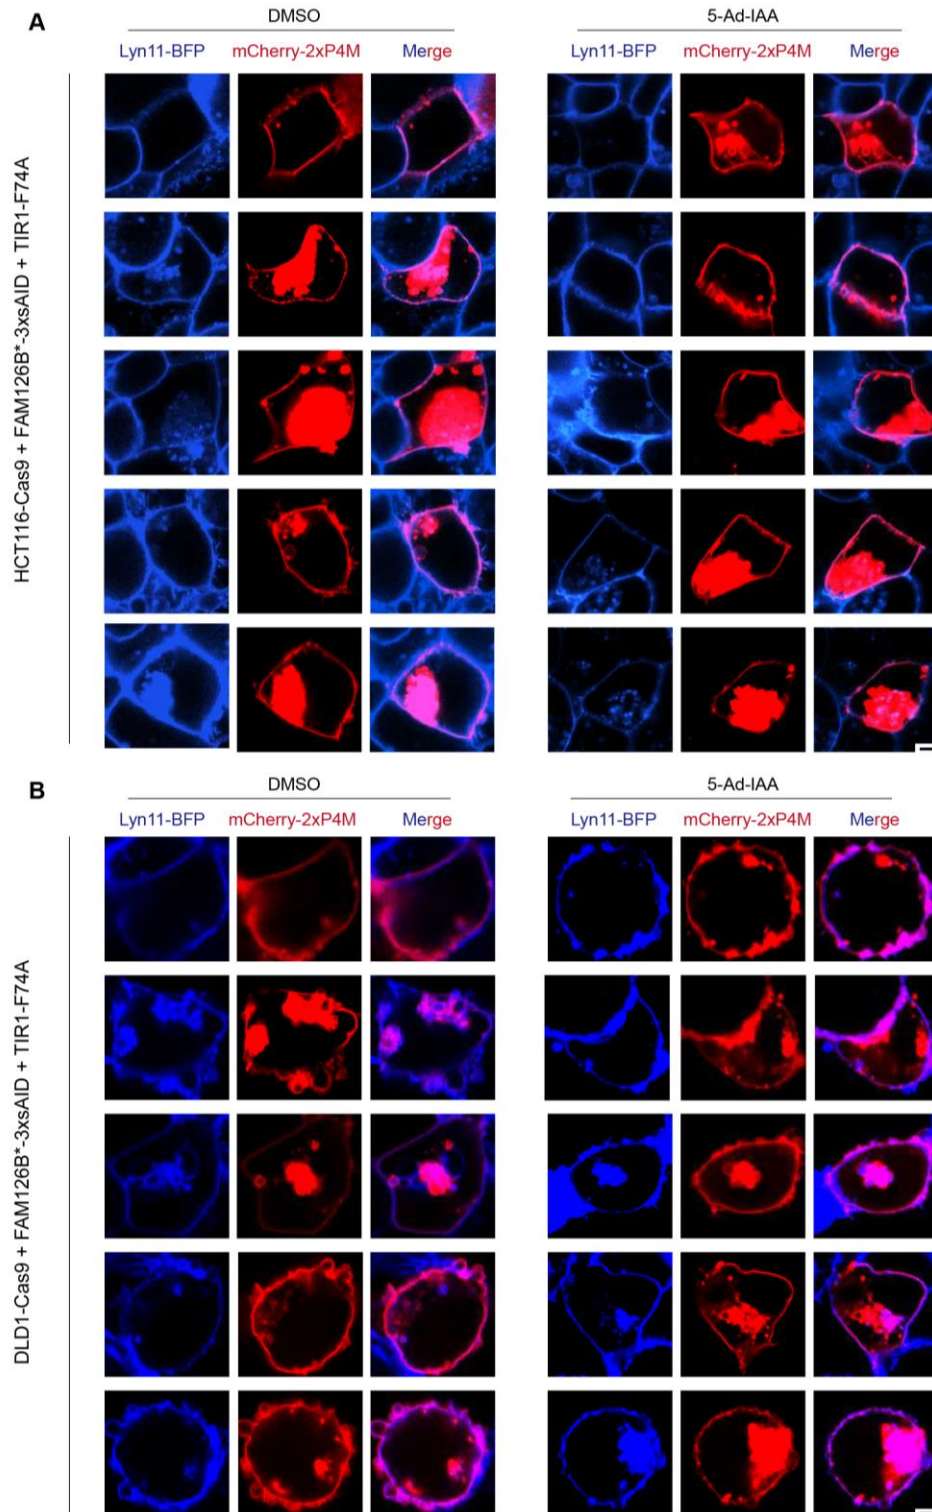 A
DMSO
5-Ad-IAA
Lyn11-BFP
mCherry-2xP4M
Merge
Lyn11-BFP
mCherry-2xP4M
Merge
HCT116-Cas9 + FAM126B*-3xsAID + TIR1-F74A
B
DMSO
5-Ad-IAA
Lyn11-BFP
mCherry-2xP4M
Merge
Lyn11-BFP
mCherry-2xP4M
Merge
DLD1-Cas9 + FAM126B*-3xsAID + TIR1-F74A